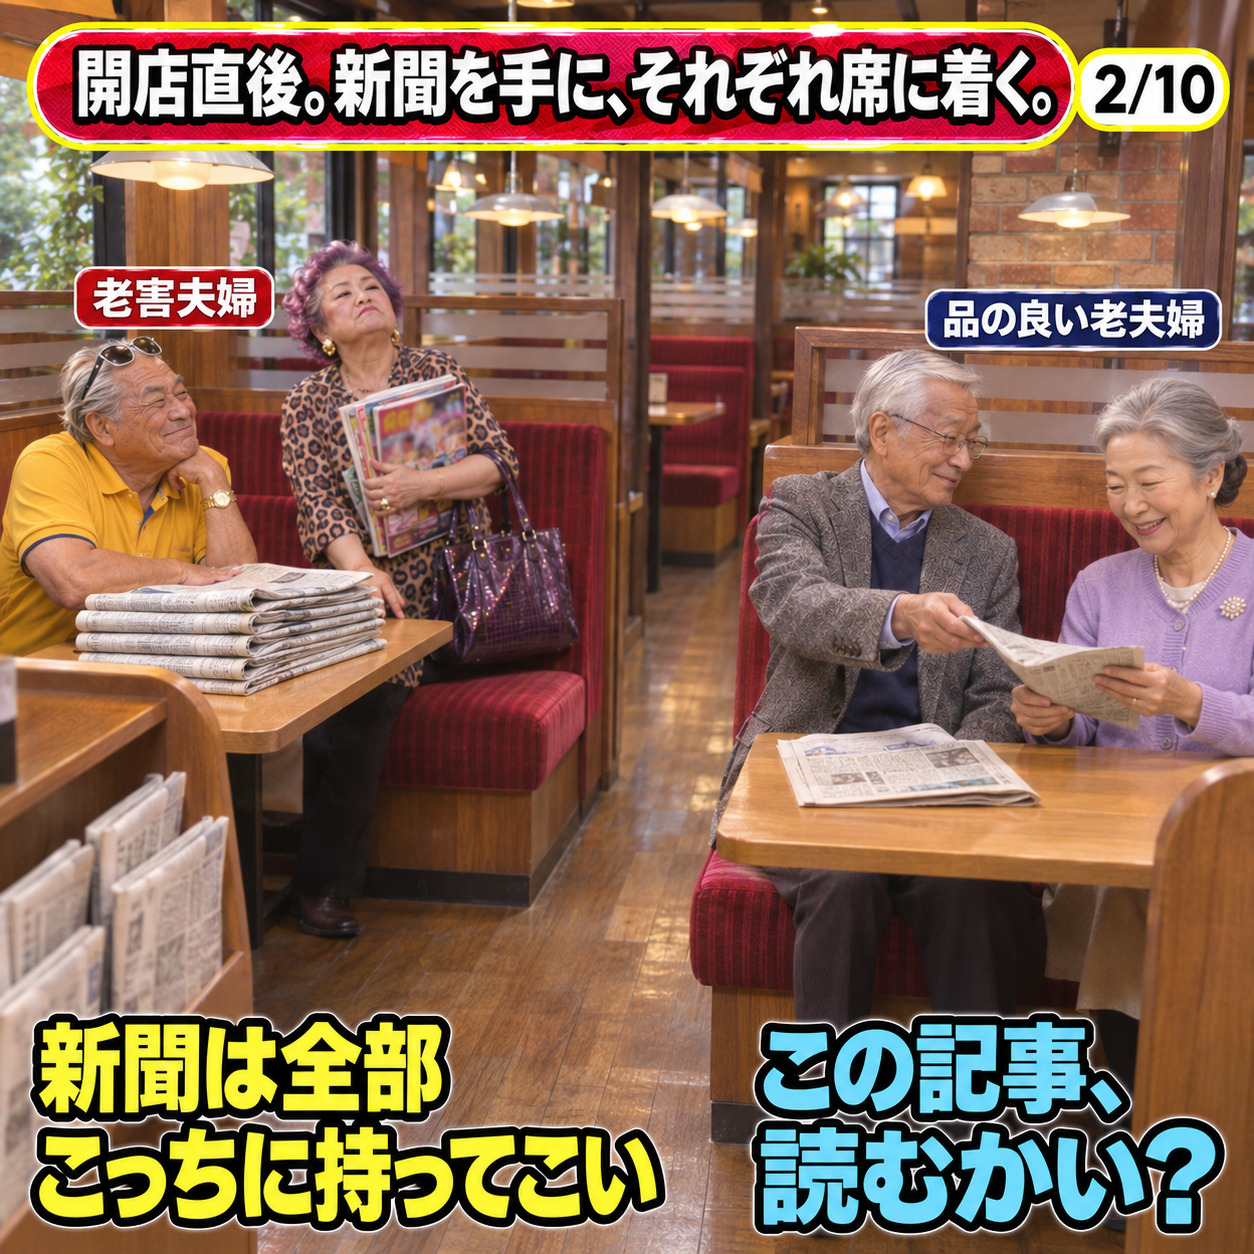 開店直後。新聞を手に、それぞれ席に着く。
2/10
老害夫婦
品の良い老夫婦
新聞は全部
こっちに持ってこい
この記事、
読むかい?